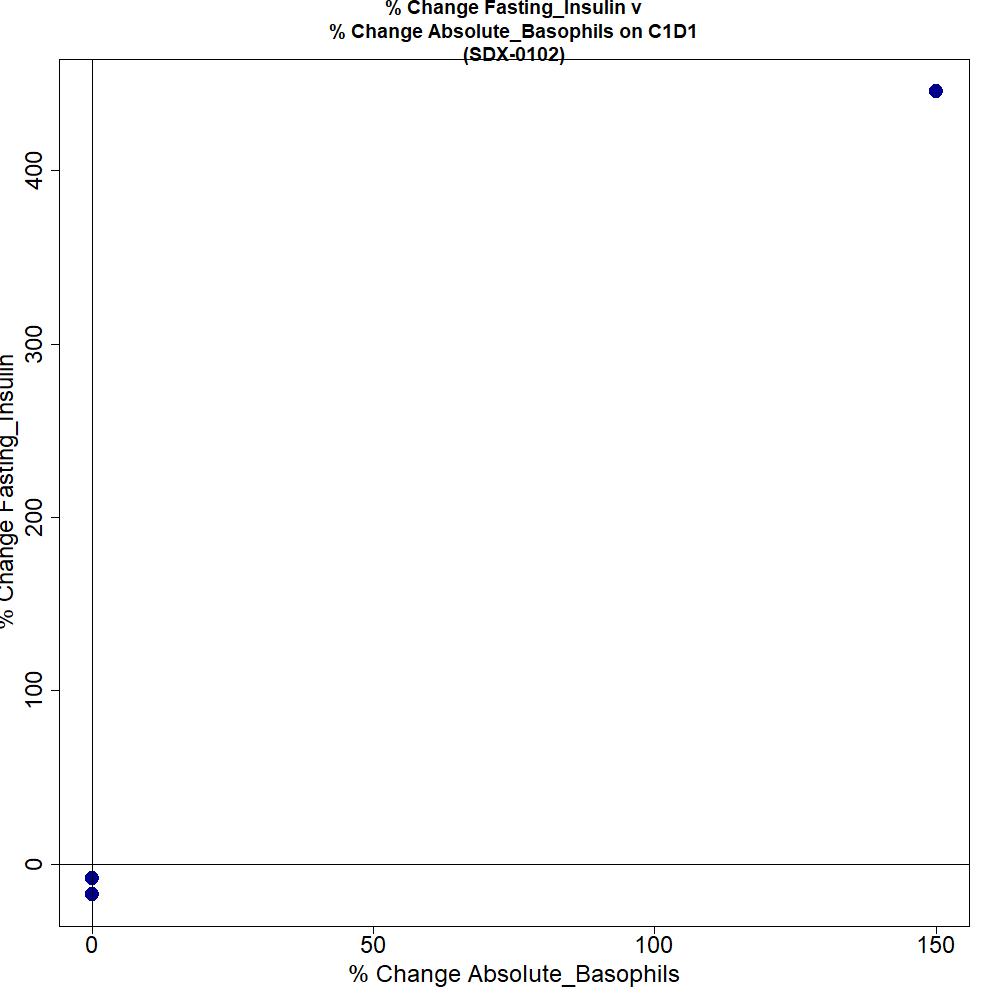 % Change Fasting_Insulin v
% Change Absolute_Basophils on C1D1
(SDX-0102)
% Change Fasting_Insulin
400
300
200
100
0
0 50 100 150
% Change Absolute_Basophils